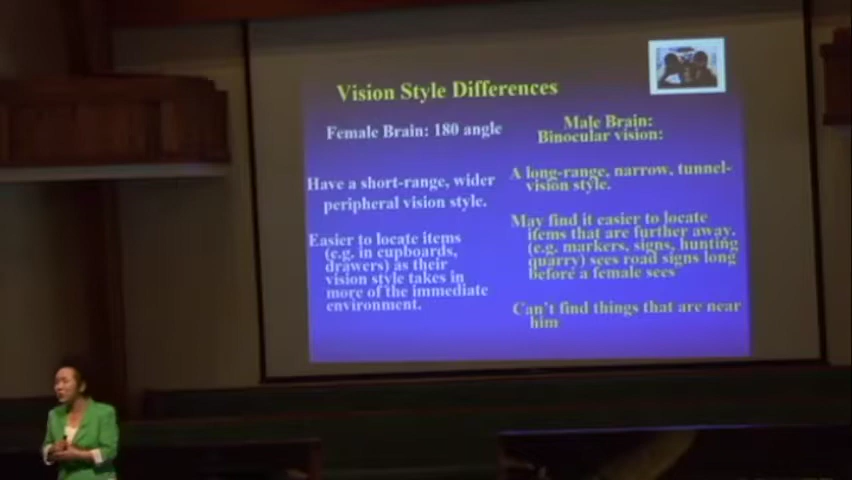 Vision Style Differences
Female Brain: 180 angle
Have a short-range, wider
peripheral vision style.
Easier to locate items
(e.g. in cupboards,
drawers) as their
vision style takes in
more of the immediate
environment.
Male Brain:
Binocular vision:
A long-range, narrow, tunnel-
vision style.
May find it easier to locate
items that are further away.
(e.g. markers, signs, hunting
quarry) sees road signs long
before a female sees
Can't find things that are near
him